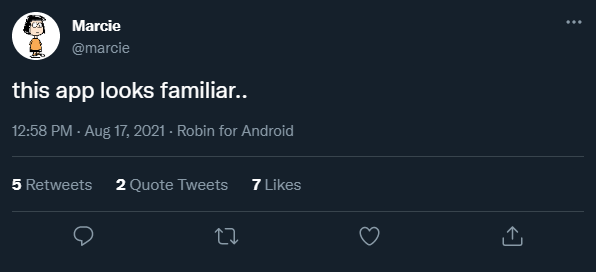 Marcie
@marcie
this app looks familiar..
12:58 PM · Aug 17, 2021 · Robin for Android
5 Retweets 2 Quote Tweets 7 Likes